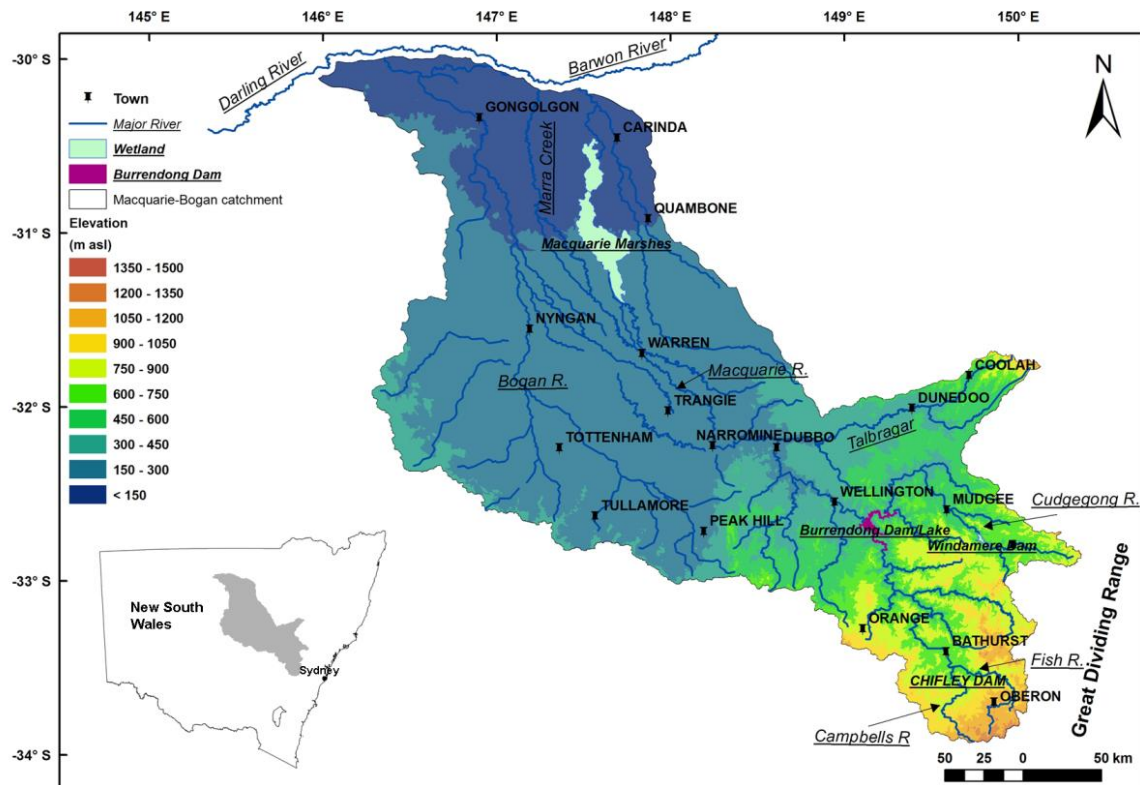 145° E
146° E
147° E
148° E
149° E
150° E
-30° S
-31° S
-32° S
-33° S
-34° S
Darling River
Barwon River
N
Town
Major River
Wetland
Burrendong Dam
Macquarie-Bogan catchment
Elevation
(m asl)
1350 - 1500
1200 - 1350
1050 - 1200
900 - 1050
750 - 900
600 - 750
450 - 600
300 - 450
150 - 300
< 150
GONGOLGON
Marra Creek
CARINDA
QUAMBONE
Macquarie Marshes
NYNGAN
WARREN
Bogan R.
Macquarie R.
TRANGIE
COOLAH
DUNEDOO
Talbragar
TOTTENHAM
NARROMINE
DUBBO
TULLAMORE
PEAK HILL
WELLINGTON
MUDGEE
Cudgegong R.
Burrendong Dam/Lake
Windamere Dam
ORANGE
BATHURST
Fish R.
CHIFLEY DAM
OBERON
Campbells R
Great Dividing Range
New South
Wales
Sydney
50 25 0 50 km